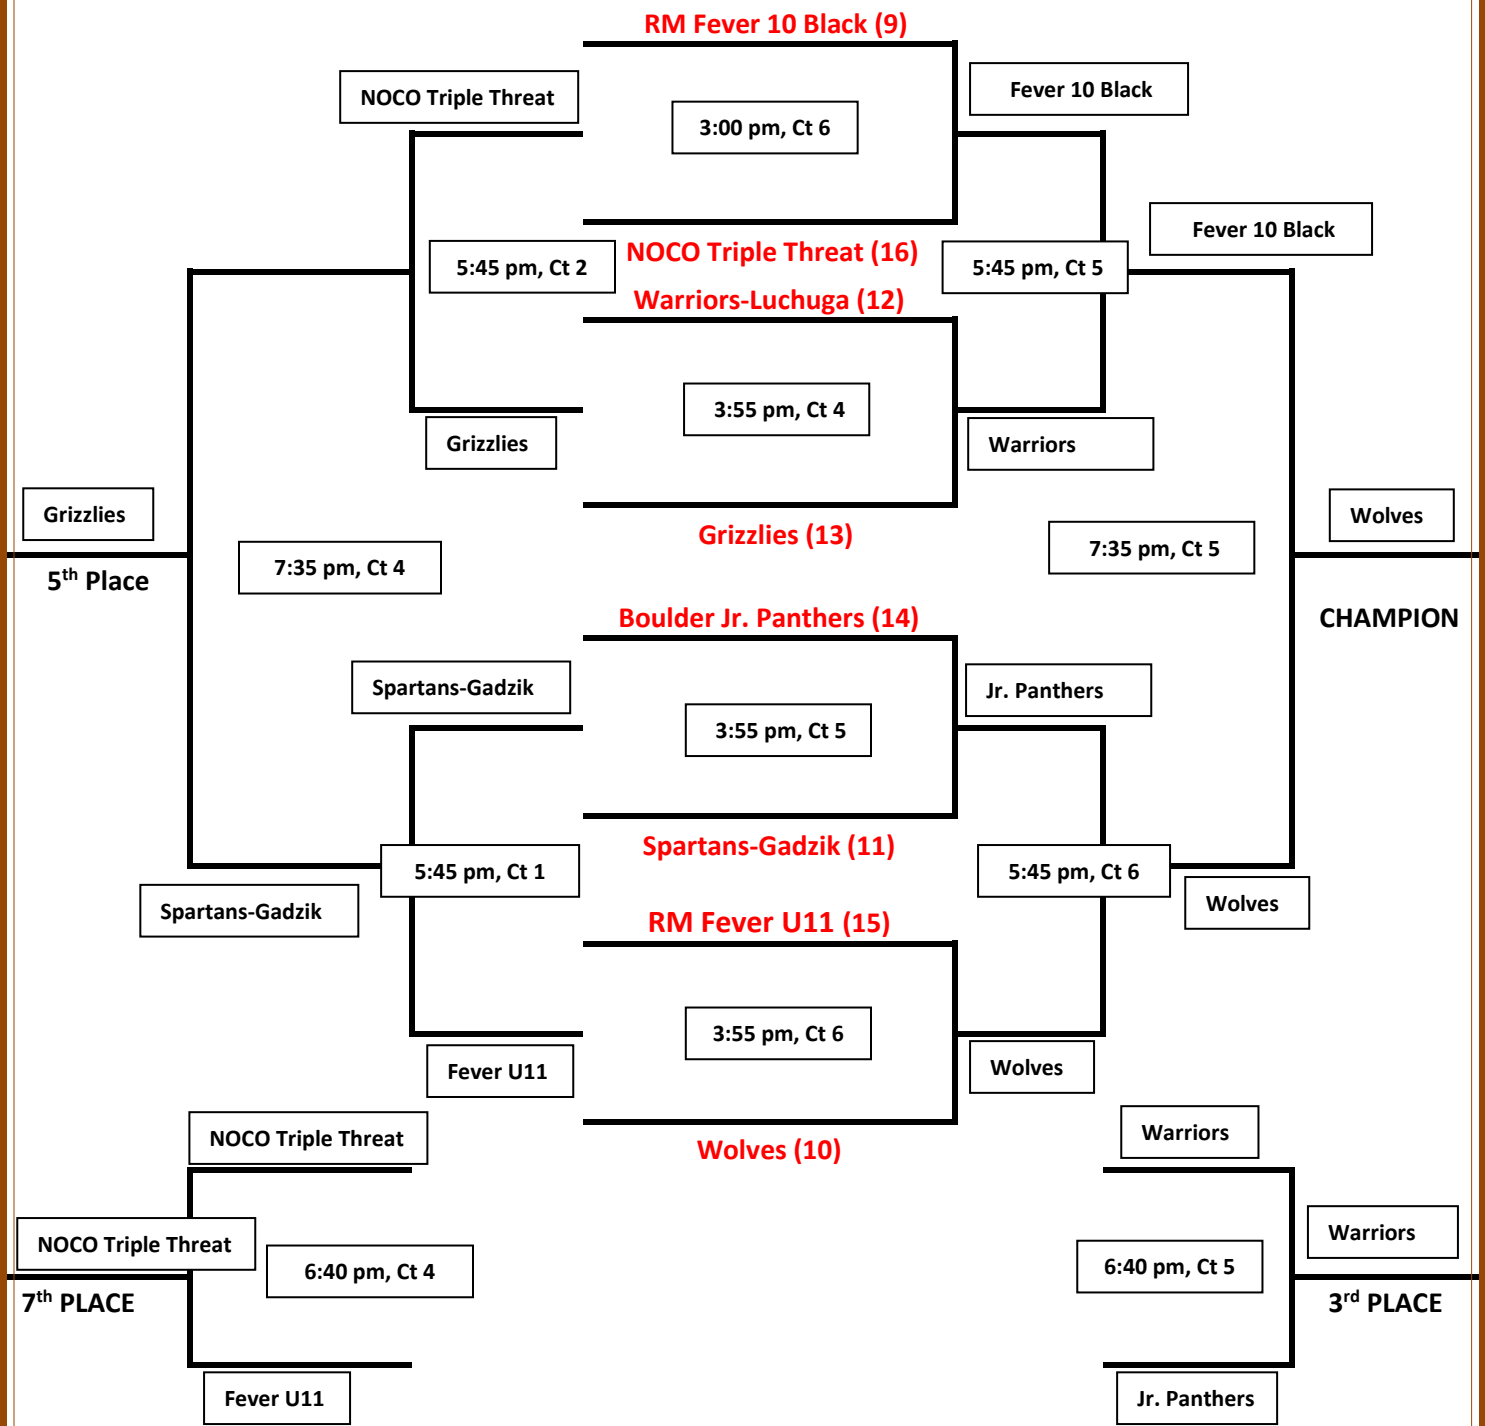 RM Fever 10 Black (9)
NOCO Triple Threat
Fever 10 Black
3:00 pm, Ct 6
Fever 10 Black
5:45 pm, Ct 2
NOCO Triple Threat (16)
5:45 pm, Ct 5
Warriors-Luchuga (12)
3:55 pm, Ct 4
Grizzlies
Warriors
Grizzlies
Wolves
Grizzlies (13)
7:35 pm, Ct 4
7:35 pm, Ct 5
5th Place
Boulder Jr. Panthers (14)
CHAMPION
Spartans-Gadzik
Jr. Panthers
3:55 pm, Ct 5
Spartans-Gadzik (11)
5:45 pm, Ct 1
5:45 pm, Ct 6
Spartans-Gadzik
Wolves
RM Fever U11 (15)
3:55 pm, Ct 6
Fever U11
Wolves
NOCO Triple Threat
Warriors
Wolves (10)
NOCO Triple Threat
Warriors
6:40 pm, Ct 4
6:40 pm, Ct 5
7th PLACE
3rd PLACE
Fever U11
Jr. Panthers